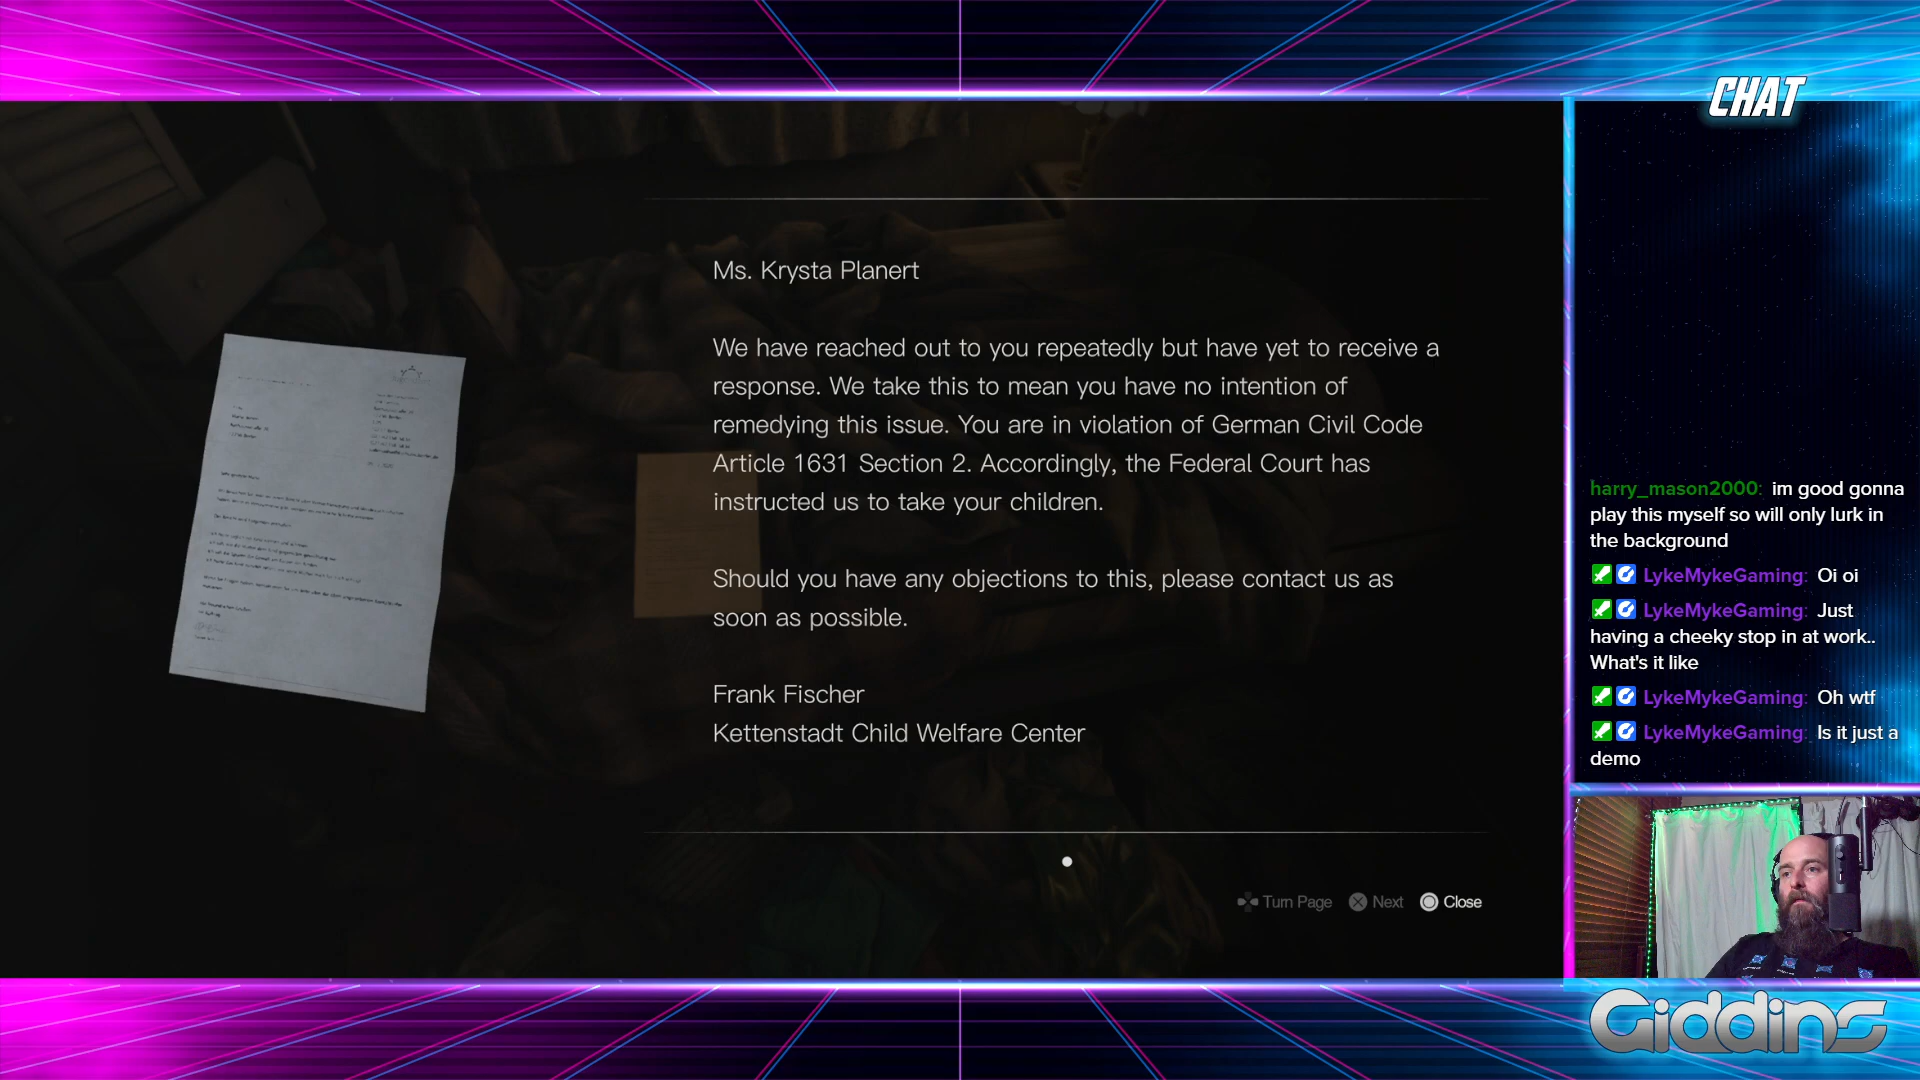 CHAT
Ms. Krysta Planert
We have reached out to you repeatedly but have yet to receive a
response. We take this to mean you have no intention of
remedying this issue. You are in violation of German Civil Code
Article 1631 Section 2. Accordingly, the Federal Court has
instructed us to take your children.
Should you have any objections to this, please contact us as
soon as possible.
Frank Fischer
Kettenstadt Child Welfare Center
Turn Page Next Close
harry_mason2000: im good gonna
play this myself so will only lurk in
the background
LykeMykeGaming: Oi oi
LykeMykeGaming: Just
having a cheeky stop in at work..
What's it like
LykeMykeGaming: Oh wtf
LykeMykeGaming: Is it just a
demo
Giddins